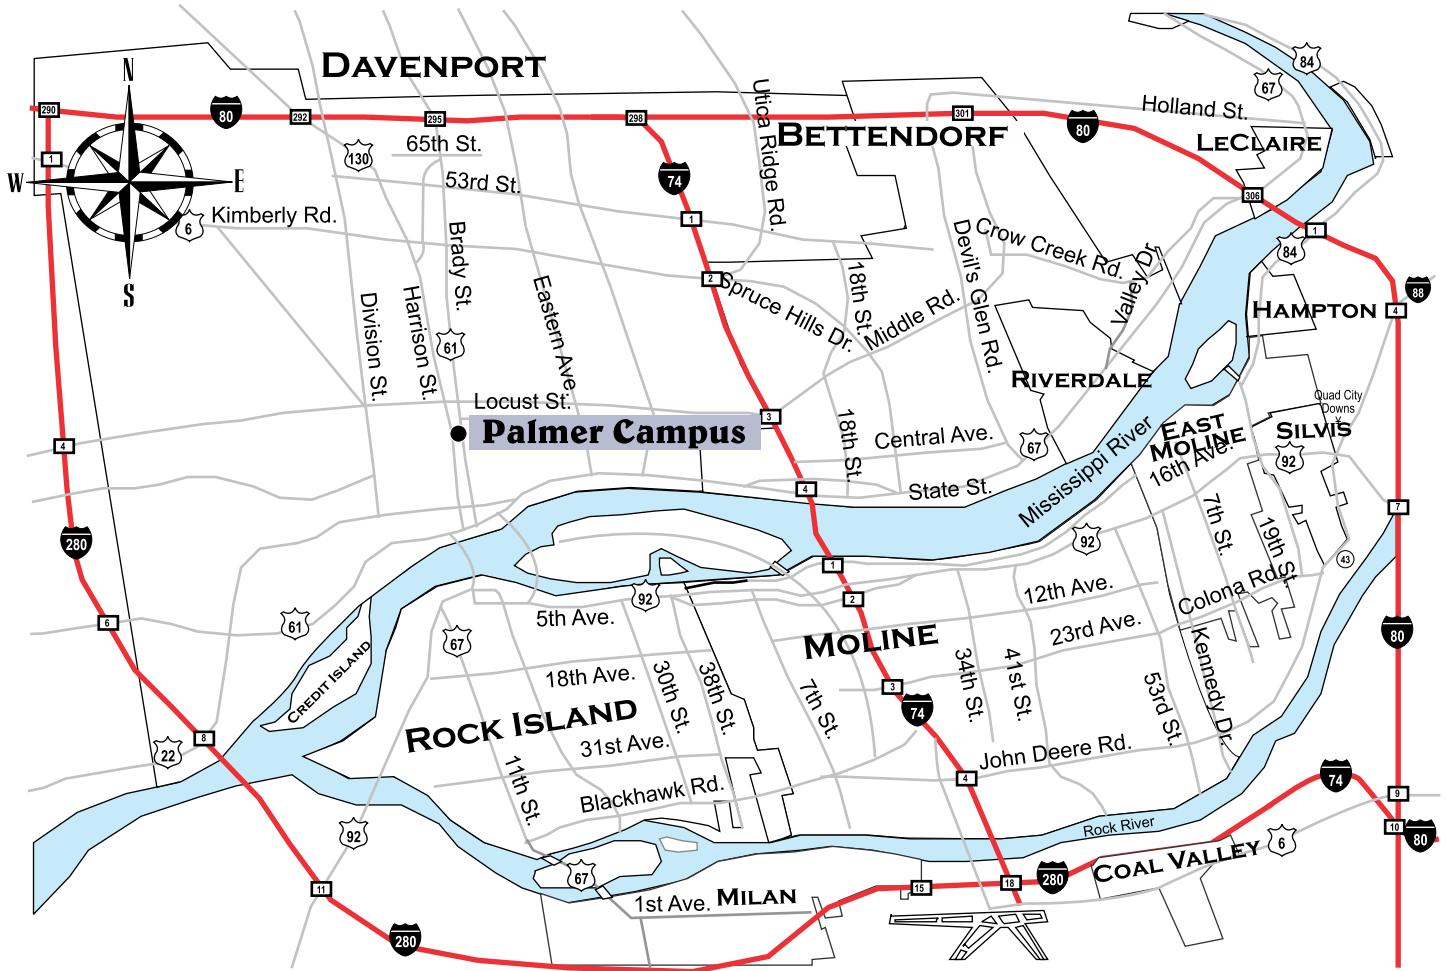 DAVENPORT
84
67
N
Holland St.
290
80
292
295
298
Utica Ridge Rd.
301
80
BETTENDORF
LECLAIRE
65th St.
130
1
53rd St.
74
W
E
306
Kimberly Rd.
6
1
Brady St.
Devil's Glen Rd.
Crow Creek Rd.
Valley Dr.
1
84
S
2
Spruce Hills Dr.
18th St.
Middle Rd.
Eastern Ave.
Harrison St.
Division St.
88
HAMPTON
4
61
RIVERDALE
Quad City
Downs
Locust St.
3
Palmer Campus
18th St.
Central Ave.
67
Mississippi River
EAST
MOLINE
16th Ave.
SILVIS
92
4
280
4
State St.
7
7th St.
19th St.
92
43
1
2
92
5th Ave.
12th Ave.
Colona Rd.
23rd Ave.
6
61
67
MOLINE
80
Kennedy Dr.
CREDIT ISLAND
18th Ave.
30th St.
38th St.
7th St.
3
74
34th St.
41st St.
53rd St.
ROCK ISLAND
31st Ave.
8
22
11th St.
John Deere Rd.
4
74
9
Blackhawk Rd.
92
Rock River
10
80
6
COAL VALLEY
67
11
1st Ave.
MILAN
15
18
280
280